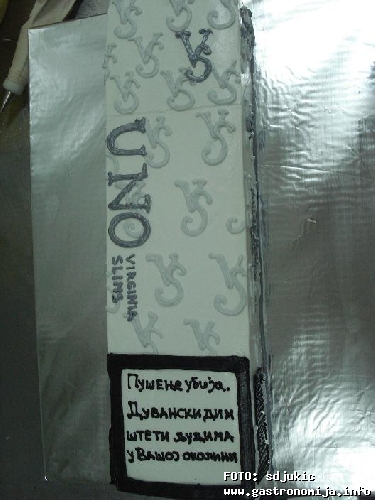 VS
UNO
VIRGINIA
SLIMS
Пушење убија.
Дувански дим
штети људима
у Вашој околини
FOTO: sdjukic
www.gastronomija.info